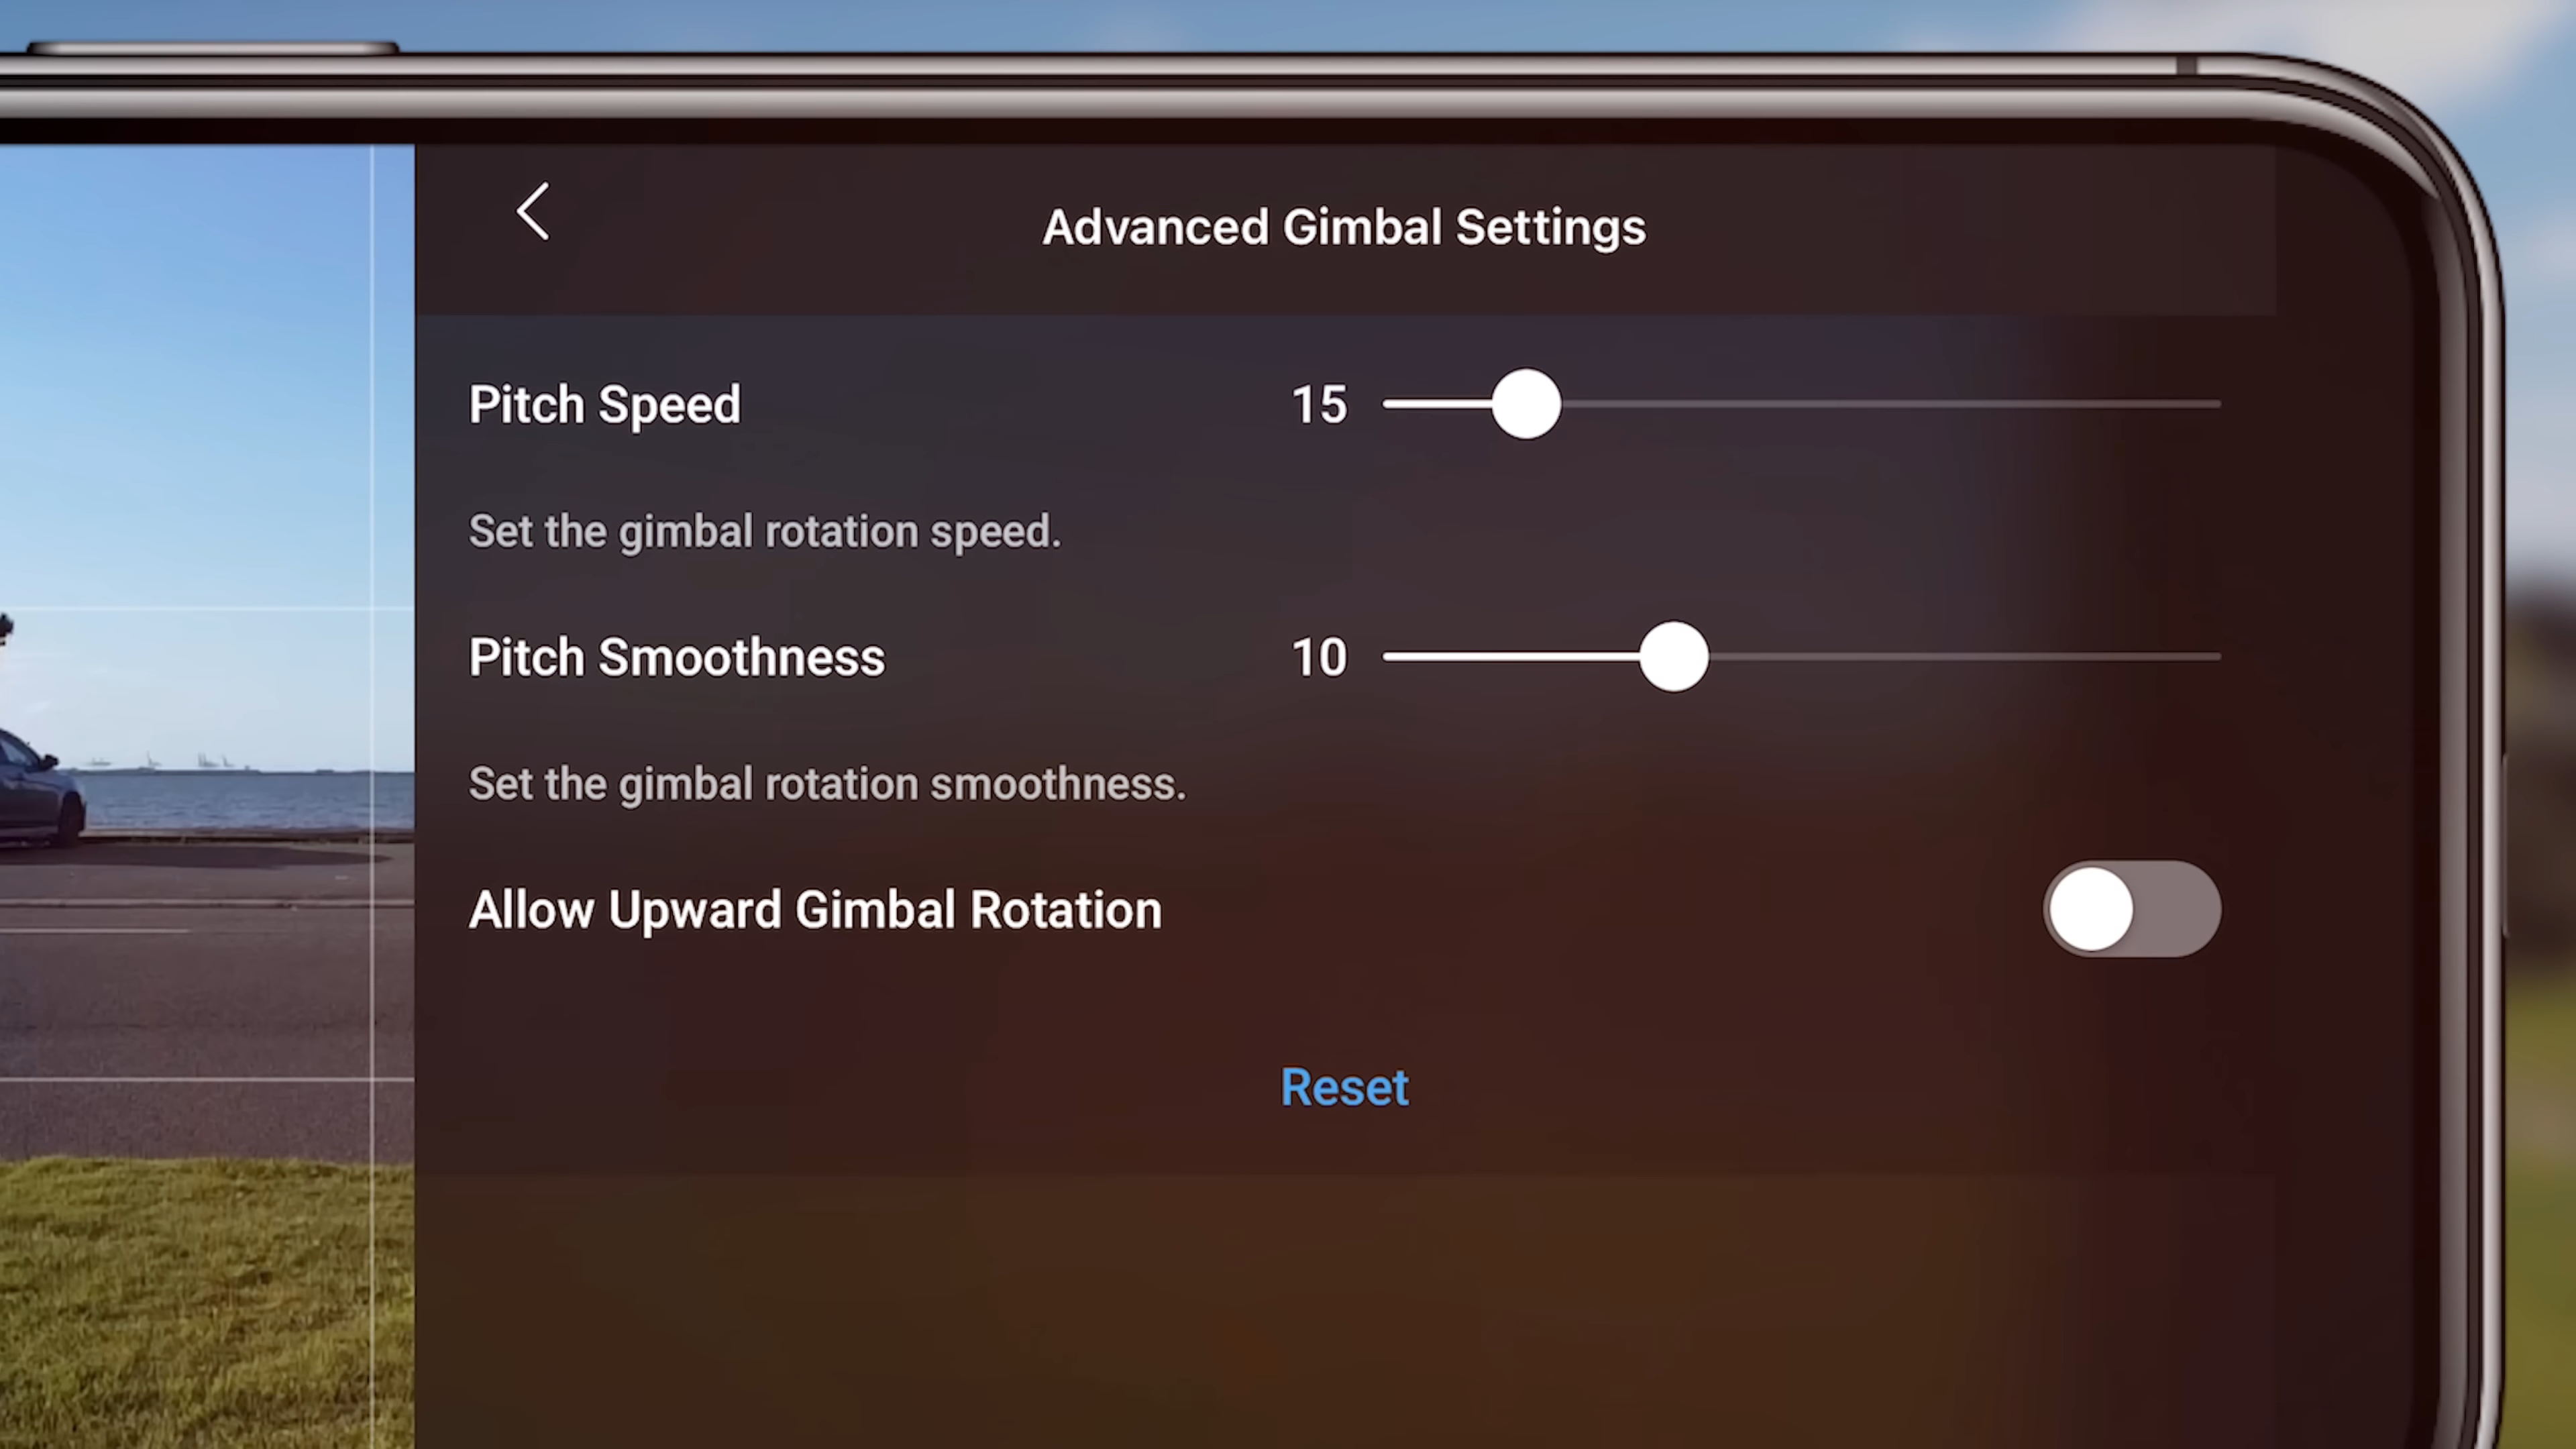 Advanced Gimbal Settings
Pitch Speed 15
Set the gimbal rotation speed.
Pitch Smoothness 10
Set the gimbal rotation smoothness.
Allow Upward Gimbal Rotation
Reset